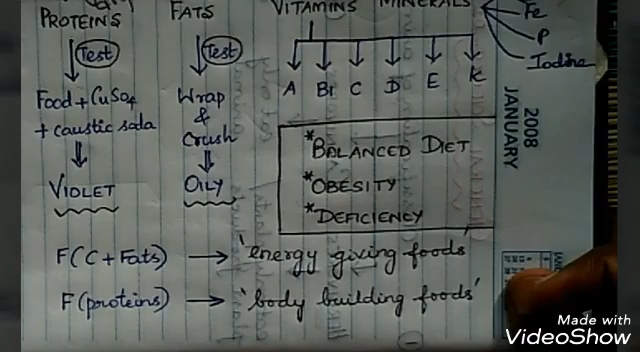 PROTEINS FATS VITAMINS MINERALS
Test Test Fe
P
Iodine
A B1 C D E K
Food + CuSO4 Wrap
+ caustic soda &
Crush
VIOLET OILY
*BALANCED DIET
*OBESITY
*DEFICIENCY
2008
JANUARY
F(C + Fats) → 'energy giving foods'
F(proteins) → 'body building foods'
Made with
VideoShow